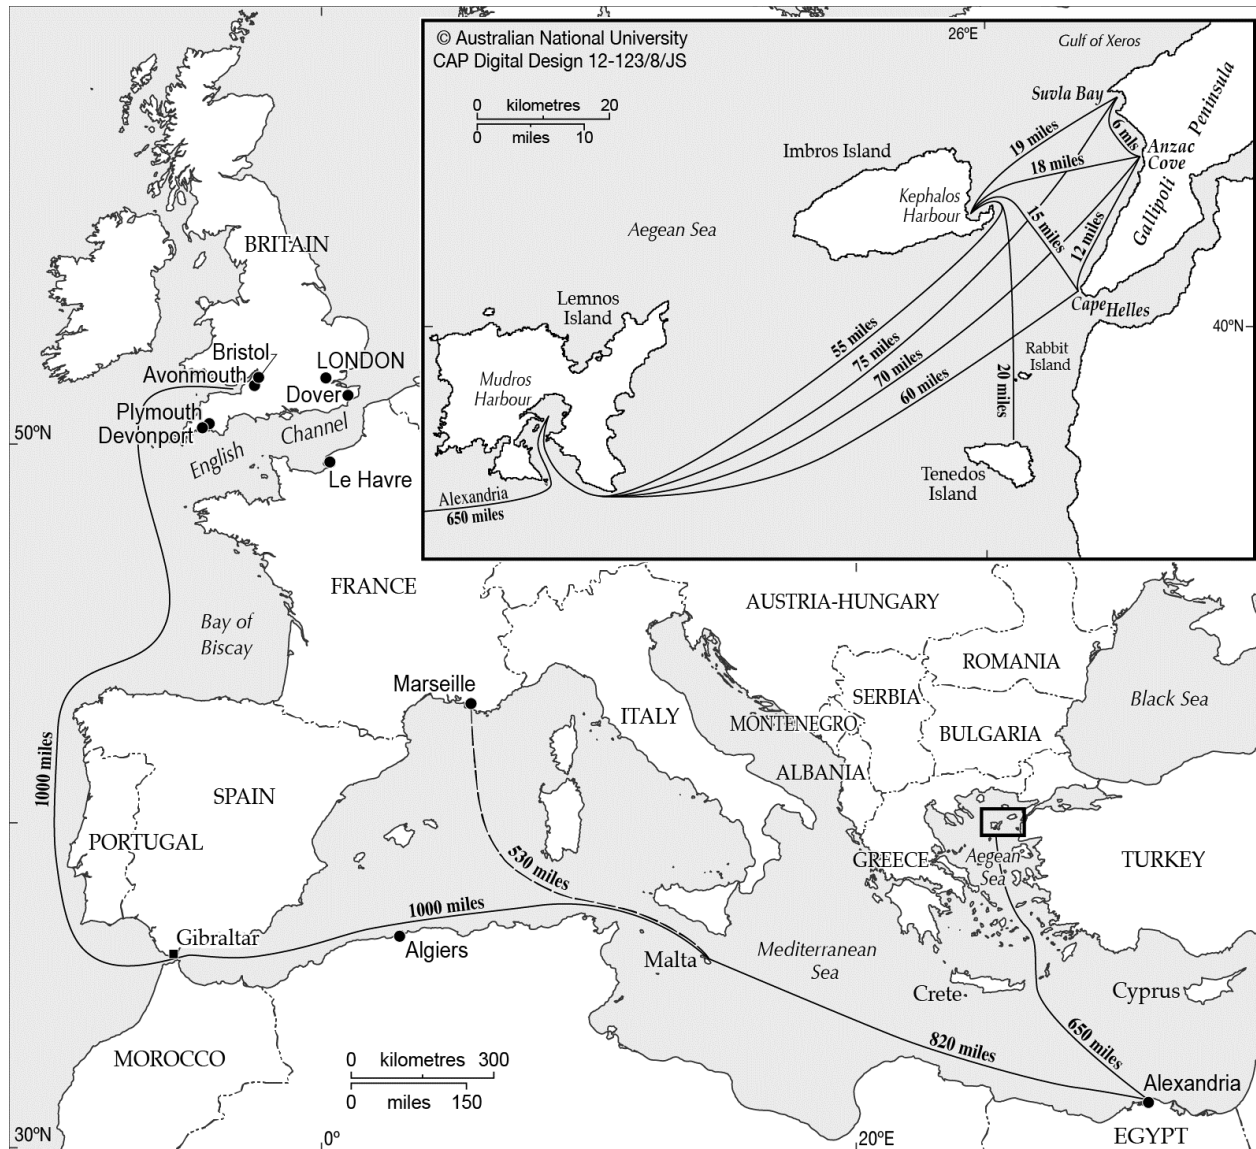 © Australian National University
CAP Digital Design 12-123/8/JS
0 kilometres 20
0 miles 10
26°E
Gulf of Xeros
Suvla Bay
Peninsula
Gallipoli
19 miles
6 mls
Anzac
Cove
18 miles
Imbros Island
Kephalos
Harbour
15 miles
12 miles
Aegean Sea
Cape Helles
Lemnos
Island
40°N
55 miles
75 miles
70 miles
60 miles
Rabbit
Island
20 miles
Mudros
Harbour
Tenedos
Island
Alexandria
650 miles
BRITAIN
Bristol
Avonmouth
LONDON
Dover
Plymouth
Devonport
English Channel
50°N
Le Havre
FRANCE
Bay of
Biscay
AUSTRIA-HUNGARY
ROMANIA
SERBIA
Black Sea
Marseille
ITALY
MONTENEGRO
BULGARIA
ALBANIA
1000 miles
SPAIN
PORTUGAL
530 miles
GREECE
Aegean
Sea
TURKEY
1000 miles
Gibraltar
Algiers
Malta
Mediterranean
Sea
Crete
Cyprus
MOROCCO
0 kilometres 300
0 miles 150
820 miles
650 miles
Alexandria
EGYPT
30°N
0°
20°E